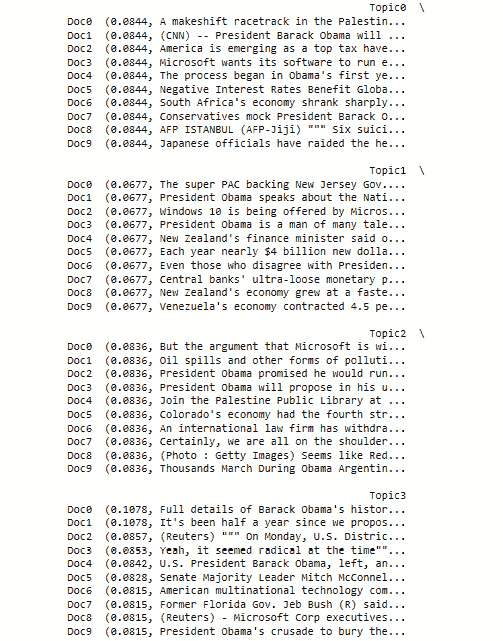 Topic0 \
Doc0 (0.0844, A makeshift racetrack in the Palestin...
Doc1 (0.0844, (CNN) -- President Barack Obama will ...
Doc2 (0.0844, America is emerging as a top tax have...
Doc3 (0.0844, Microsoft wants its software to run e...
Doc4 (0.0844, The process began in Obama's first ye...
Doc5 (0.0844, Negative Interest Rates Benefit Globa...
Doc6 (0.0844, South Africa's economy shrank sharply...
Doc7 (0.0844, Conservatives mock President Barack O...
Doc8 (0.0844, AFP ISTANBUL (AFP-Jiji) """ Six suici...
Doc9 (0.0844, Japanese officials have raided the he...
Topic1 \
Doc0 (0.0677, The super PAC backing New Jersey Gov....
Doc1 (0.0677, President Obama speaks about the Nati...
Doc2 (0.0677, Windows 10 is being offered by Micros...
Doc3 (0.0677, President Obama is a man of many tale...
Doc4 (0.0677, New Zealand's finance minister said o...
Doc5 (0.0677, Each year nearly $4 billion new dolla...
Doc6 (0.0677, Even those who disagree with Presiden...
Doc7 (0.0677, Central banks' ultra-loose monetary p...
Doc8 (0.0677, New Zealand's economy grew at a faste...
Doc9 (0.0677, Venezuela's economy contracted 4.5 pe...
Topic2 \
Doc0 (0.0836, But the argument that Microsoft is wi...
Doc1 (0.0836, Oil spills and other forms of polluti...
Doc2 (0.0836, President Obama promised he would run...
Doc3 (0.0836, President Obama will propose in his u...
Doc4 (0.0836, Join the Palestine Public Library at ...
Doc5 (0.0836, Colorado's economy had the fourth str...
Doc6 (0.0836, An international law firm has withdra...
Doc7 (0.0836, Certainly, we are all on the shoulder...
Doc8 (0.0836, (Photo : Getty Images) Seems like Red...
Doc9 (0.0836, Thousands March During Obama Argentin...
Topic3
Doc0 (0.1078, Full details of Barack Obama's histor...
Doc1 (0.1078, It's been half a year since we propos...
Doc2 (0.0857, (Reuters) """ On Monday, U.S. Distric...
Doc3 (0.0853, Yeah, it seemed radical at the time""...
Doc4 (0.0842, U.S. President Barack Obama, left, an...
Doc5 (0.0828, Senate Majority Leader Mitch McConnel...
Doc6 (0.0815, American multinational technology com...
Doc7 (0.0815, Former Florida Gov. Jeb Bush (R) said...
Doc8 (0.0815, (Reuters) - Microsoft Corp executives...
Doc9 (0.0815, President Obama's crusade to bury the...